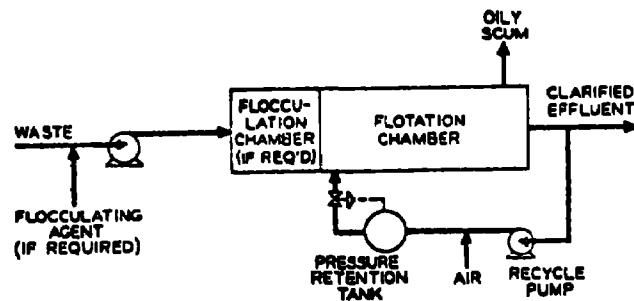 OILY
SCUM
CLARIFIED
EFFLUENT
FLOCCU-
LATION
CHAMBER
(IF REQ'D)
FLOTATION
CHAMBER
WASTE
FLOCCULATING
AGENT
(IF REQUIRED)
PRESSURE
RETENTION
TANK
AIR
RECYCLE
PUMP